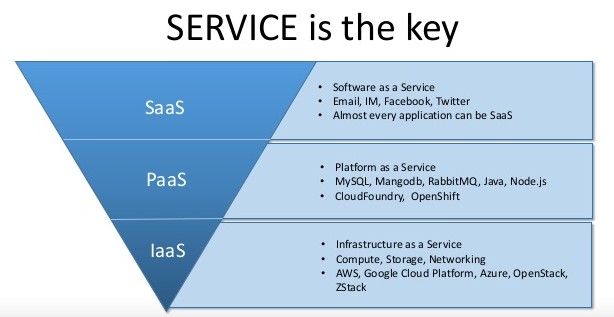 SERVICE is the key
SaaS
• Software as a Service
• Email, IM, Facebook, Twitter
• Almost every application can be SaaS
PaaS
• Platform as a Service
• MySQL, Mangodb, RabbitMQ, Java, Node.js
• CloudFoundry, OpenShift
IaaS
• Infrastructure as a Service
• Compute, Storage, Networking
• AWS, Google Cloud Platform, Azure, OpenStack,
ZStack